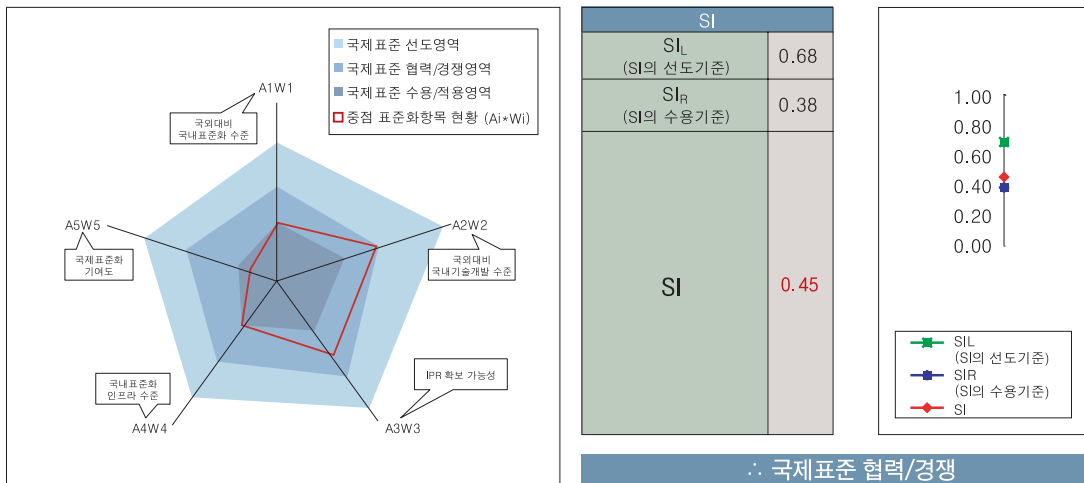 국제표준 선도영역
국제표준 협력/경쟁영역
국제표준 수용/적용영역
중점 표준화항목 현황 (Ai*Wi)
A1W1
국외대비
국내표준화 수준
A2W2
국외대비
국내기술개발 수준
A5W5
국제표준화
기여도
국내표준화
인프라 수준
A4W4
IPR 확보 가능성
A3W3
SI
SIL
(SI의 선도기준)
0.68
SIR
(SI의 수용기준)
0.38
SI
0.45
1.00
0.80
0.60
0.40
0.20
0.00
SIL
(SI의 선도기준)
SIR
(SI의 수용기준)
SI
∴ 국제표준 협력/경쟁